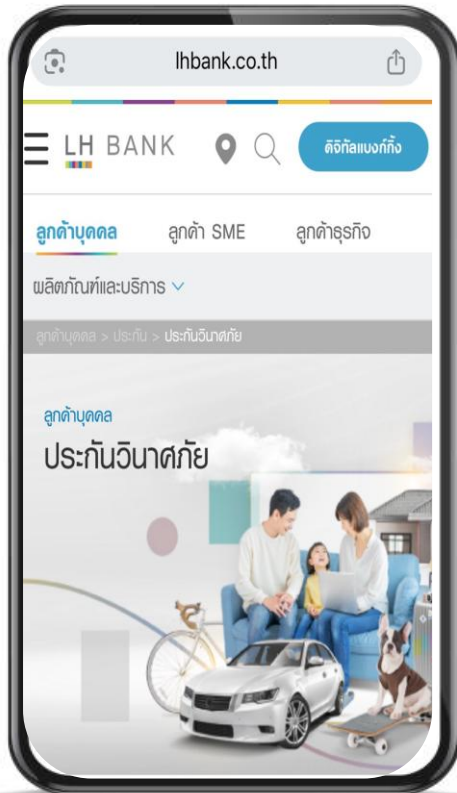 lhbank.co.th
LH BANK
ดิจิทัลแบงก์กิ้ง
ลูกค้าบุคคล ลูกค้า SME ลูกค้าธุรกิจ
ผลิตภัณฑ์และบริการ
ลูกค้าบุคคล > ประกัน > ประกันวินาศภัย
ลูกค้าบุคคล
ประกันวินาศภัย